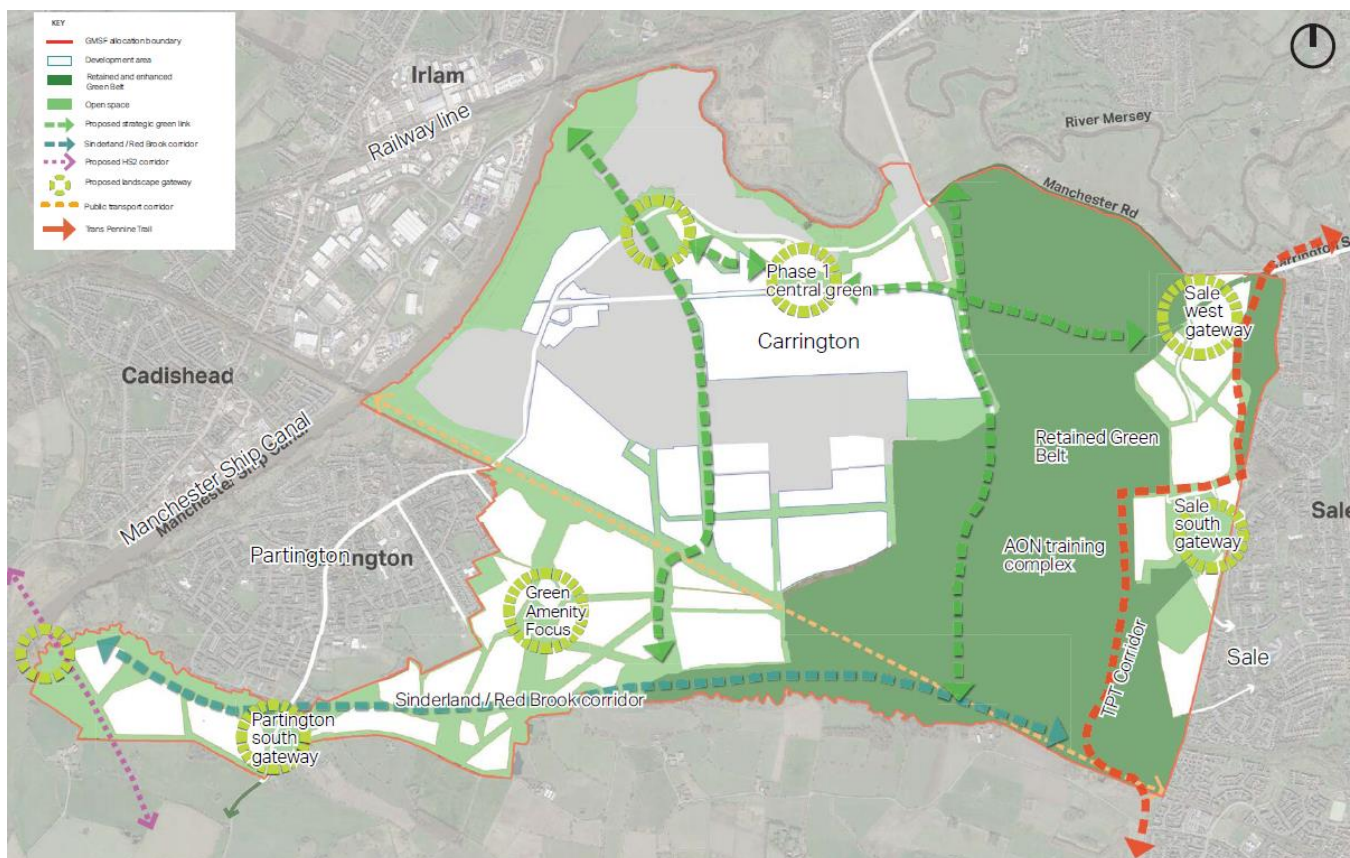 KEY
GMSF allocation boundary
Development area
Retained and enhanced
Green Belt
Open space
Proposed strategic green link
Sinderland / Red Brook corridor
Proposed HS2 corridor
Proposed landscape gateway
Public transport corridor
Trans Pennine Trail
Irlam
Railway line
River Mersey
Manchester Rd
Carrington S
Phase 1
central green
Sale
west
gateway
Carrington
Cadishead
Manchester Ship Canal
Manchester Ship Canal
Retained Green
Belt
Sale
south
gateway
Sale
Partington
ngton
AON training
complex
Green
Amenity
Focus
TPT Corridor
Sale
Sinderland / Red Brook corridor
Partington
south
gateway